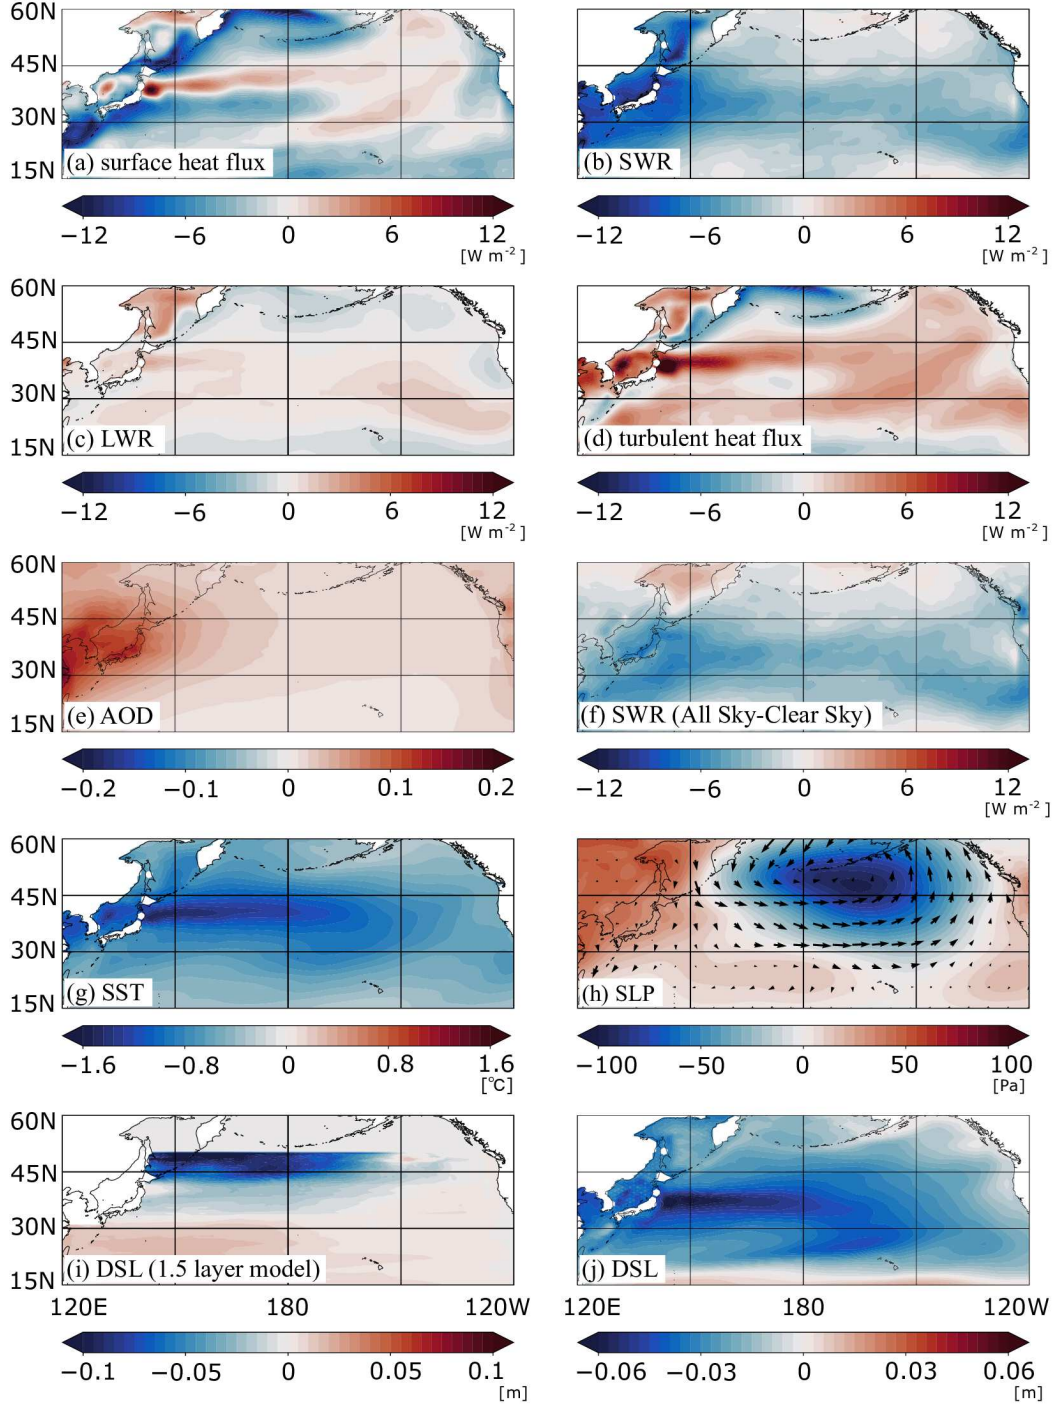 60N
45N
30N
15N
(a) surface heat flux
(b) SWR
−12 −6 0 6 12
[W m-2]
−12 −6 0 6 12
[W m-2]
60N
45N
30N
15N
(c) LWR
(d) turbulent heat flux
−12 −6 0 6 12
[W m-2]
−12 −6 0 6 12
[W m-2]
60N
45N
30N
15N
(e) AOD
(f) SWR (All Sky-Clear Sky)
−0.2 −0.1 0 0.1 0.2
−12 −6 0 6 12
[W m-2]
60N
45N
30N
15N
(g) SST
(h) SLP
−1.6 −0.8 0 0.8 1.6
[°C]
−100 −50 0 50 100
[Pa]
60N
45N
30N
15N
(i) DSL (1.5 layer model)
(j) DSL
120E 180 120W
120E 180 120W
−0.1 −0.05 0 0.05 0.1
[m]
−0.06 −0.03 0 0.03 0.06
[m]